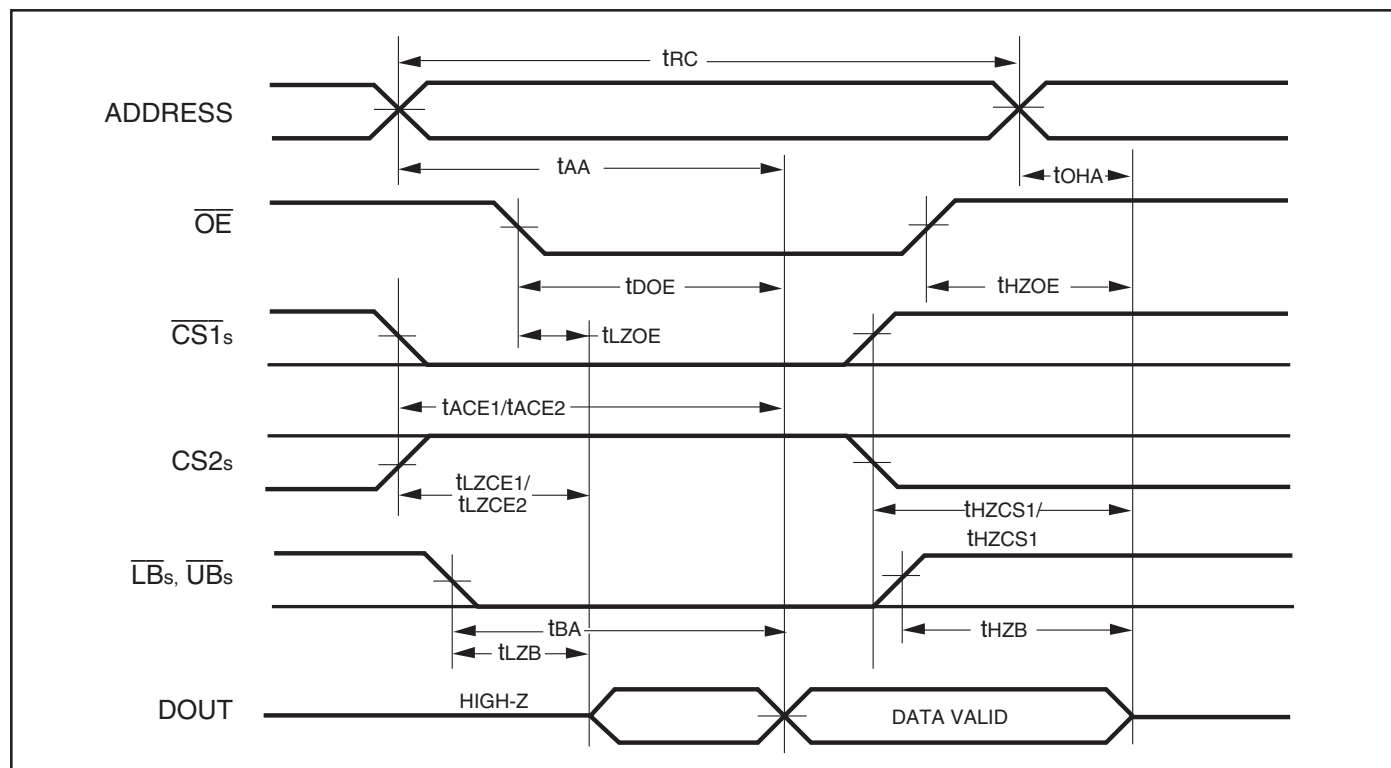 tRC
ADDRESS
tAA
tOHA
OE
tDOE
tHZOE
CS1s
tLZOE
tACE1/tACE2
CS2s
tLZCE1/
tLZCE2
tHZCS1/
tHZCS1
LBs, UBs
tBA
tHZB
tLZB
HIGH-Z
DOUT
DATA VALID